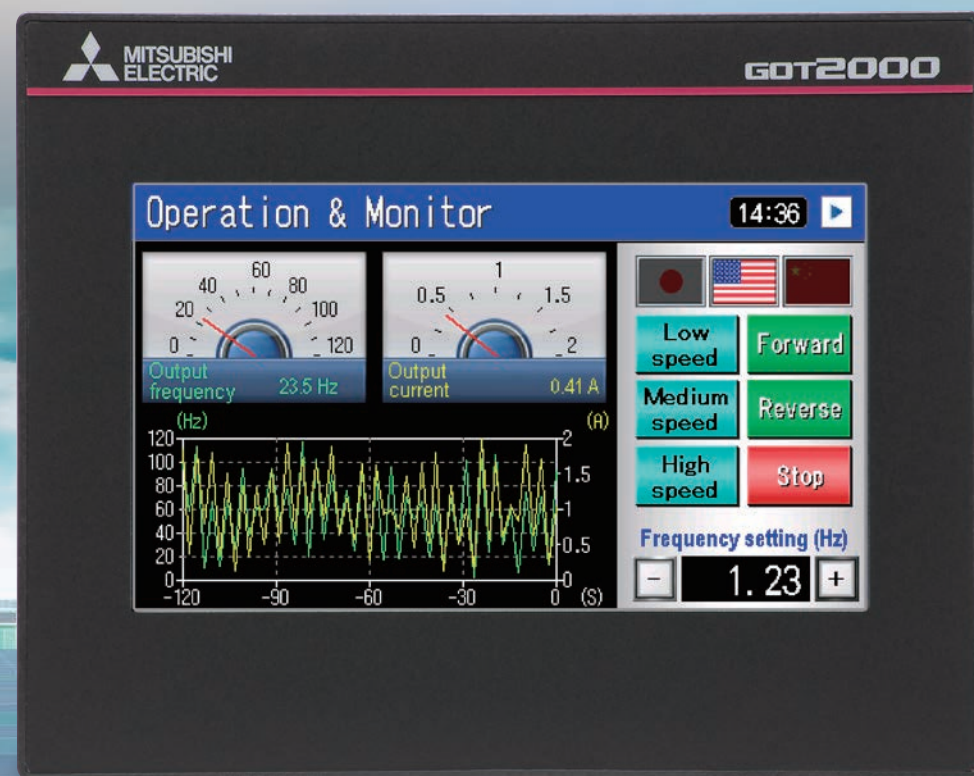 MITSUBISHI
ELECTRIC
GOT2000
Operation & Monitor
14:36
0 20 40 60 80 100 120
Output
frequency 23.5 Hz
0 0.5 1 1.5 2
Output
current 0.41 A
(Hz)
(A)
120
100
80
60
40
20
0
2
1.5
1
0.5
0
-120 -90 -60 -30 0 (S)
Low
speed
Forward
Medium
speed
Reverse
High
speed
Stop
Frequency setting (Hz)
- 1.23 +